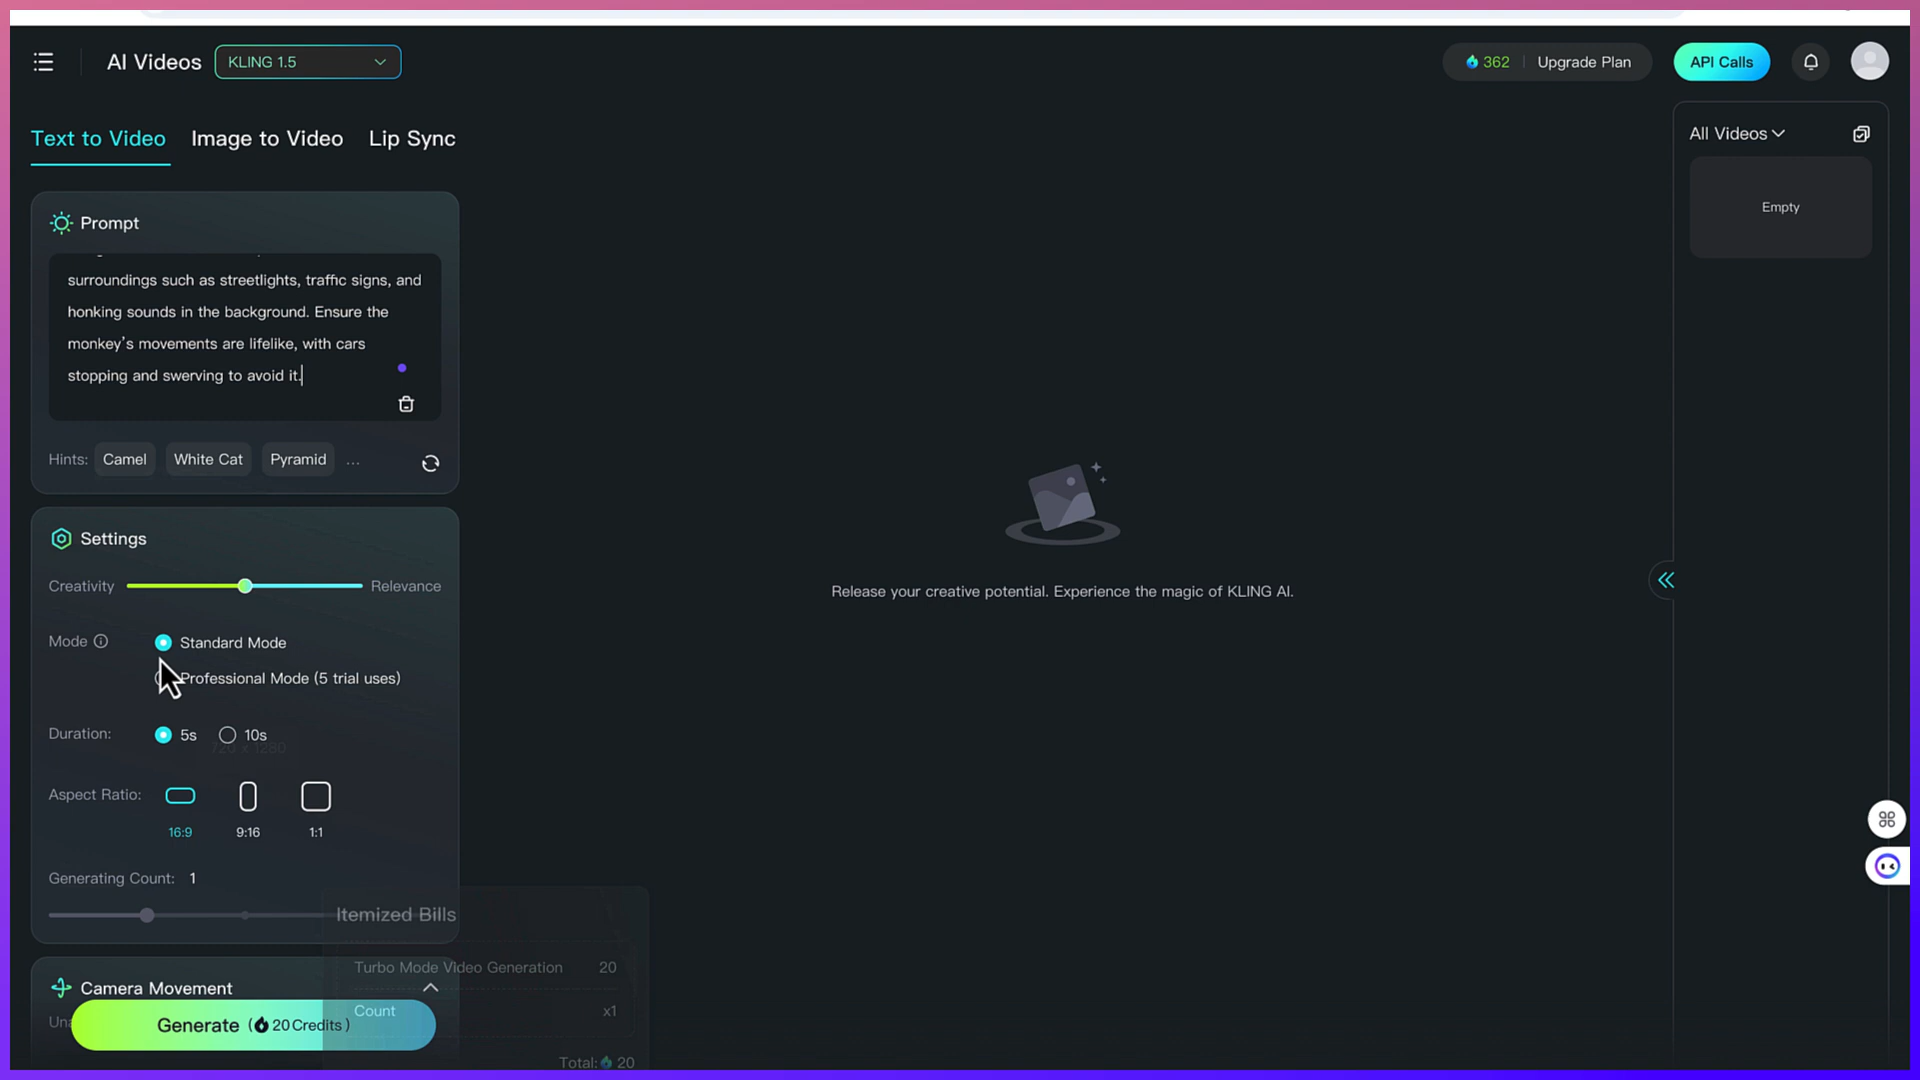 AI Videos
KLING 1.5
362
Upgrade Plan
API Calls
Text to Video
Image to Video
Lip Sync
All Videos
Empty
Prompt
surroundings such as streetlights, traffic signs, and
honking sounds in the background. Ensure the
monkey's movements are lifelike, with cars
stopping and swerving to avoid it.
Hints:
Camel
White Cat
Pyramid
...
Settings
Creativity
Relevance
Mode
Standard Mode
Professional Mode (5 trial uses)
Duration:
5s
10s
720 x 1280
Aspect Ratio:
16:9
9:16
1:1
Release your creative potential. Experience the magic of KLING AI.
Generating Count: 1
Itemized Bills
Turbo Mode Video Generation 20
Count x1
Total: 20
Camera Movement
Generate ( 20 Credits )